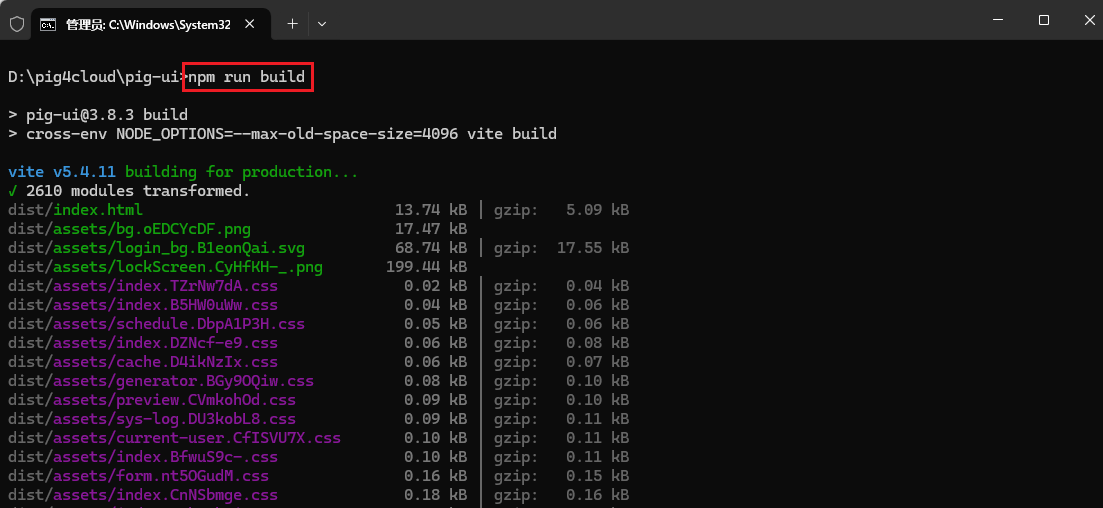 管理员: C:\Windows\System32
D:\pig4cloud\pig-ui>npm run build
> pig-ui@3.8.3 build
> cross-env NODE_OPTIONS=--max-old-space-size=4096 vite build
vite v5.4.11 building for production...
✓ 2610 modules transformed.
dist/index.html 13.74 kB │ gzip: 5.09 kB
dist/assets/bg.oEDCYcDF.png 17.47 kB
dist/assets/login_bg.B1eonQai.svg 68.74 kB │ gzip: 17.55 kB
dist/assets/lockScreen.CyHfKH-_.png 199.44 kB
dist/assets/index.TZrNw7dA.css 0.02 kB │ gzip: 0.04 kB
dist/assets/index.B5HW0uWw.css 0.04 kB │ gzip: 0.06 kB
dist/assets/schedule.DbpA1P3H.css 0.05 kB │ gzip: 0.06 kB
dist/assets/index.DZNcf-e9.css 0.06 kB │ gzip: 0.08 kB
dist/assets/cache.D4ikNzIx.css 0.06 kB │ gzip: 0.07 kB
dist/assets/generator.BGy9OQiw.css 0.08 kB │ gzip: 0.10 kB
dist/assets/preview.CVmkohOd.css 0.09 kB │ gzip: 0.10 kB
dist/assets/sys-log.DU3kobL8.css 0.09 kB │ gzip: 0.11 kB
dist/assets/current-user.CfISVU7X.css 0.10 kB │ gzip: 0.11 kB
dist/assets/index.BfwuS9c-.css 0.10 kB │ gzip: 0.11 kB
dist/assets/form.nt5OGudM.css 0.16 kB │ gzip: 0.15 kB
dist/assets/index.CnNSbmge.css 0.18 kB │ gzip: 0.16 kB